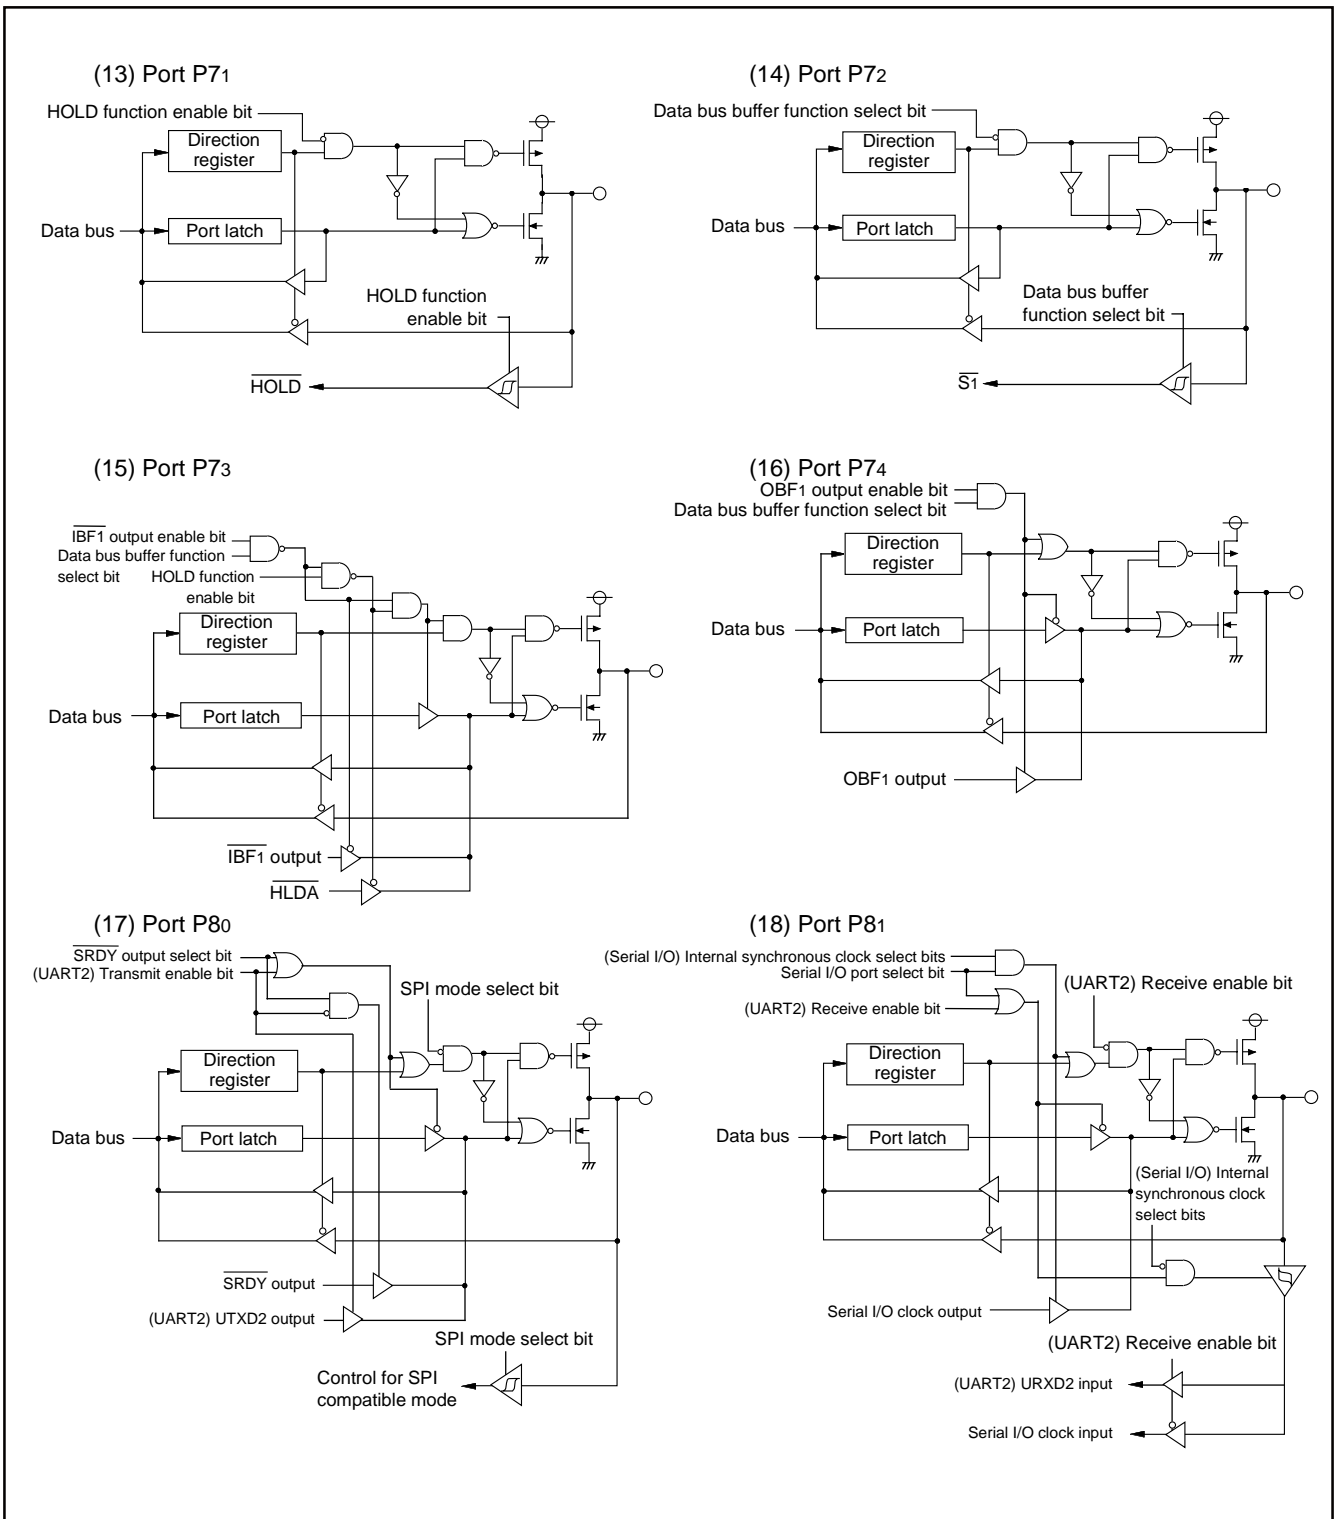 (13) Port P71
HOLD function enable bit
Direction
register
Data bus
Port latch
HOLD function
enable bit
HOLD
(14) Port P72
Data bus buffer function select bit
Direction
register
Data bus
Port latch
Data bus buffer
function select bit
S1
(15) Port P73
IBF1 output enable bit
Data bus buffer function
select bit
HOLD function
enable bit
Direction
register
Data bus
Port latch
IBF1 output
HLDA
(16) Port P74
OBF1 output enable bit
Data bus buffer function select bit
Direction
register
Data bus
Port latch
OBF1 output
(17) Port P80
SRDY output select bit
(UART2) Transmit enable bit
SPI mode select bit
Direction
register
Data bus
Port latch
SRDY output
(UART2) UTXD2 output
SPI mode select bit
Control for SPI
compatible mode
(18) Port P81
(Serial I/O) Internal synchronous clock select bits
Serial I/O port select bit
(UART2) Receive enable bit
(UART2) Receive enable bit
Direction
register
Data bus
Port latch
(Serial I/O) Internal
synchronous clock
select bits
Serial I/O clock output
(UART2) Receive enable bit
(UART2) URXD2 input
Serial I/O clock input